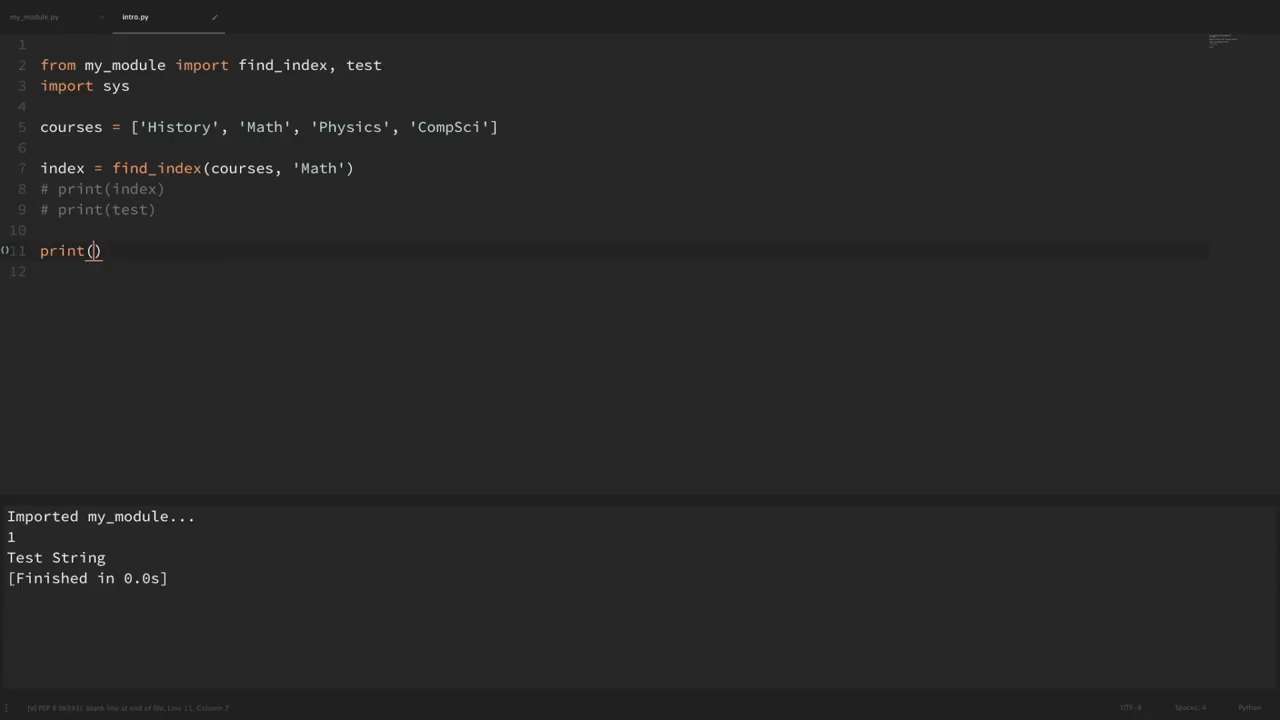 my_module.py
intro.py
1
2 from my_module import find_index, test
3 import sys
4
5 courses = ['History', 'Math', 'Physics', 'CompSci']
6
7 index = find_index(courses, 'Math')
8 # print(index)
9 # print(test)
10
11 print()
12
Imported my_module...
1
Test String
[Finished in 0.0s]
blank line at end of file, Line 11, Column 7
UTF-8 Spaces: 4 Python